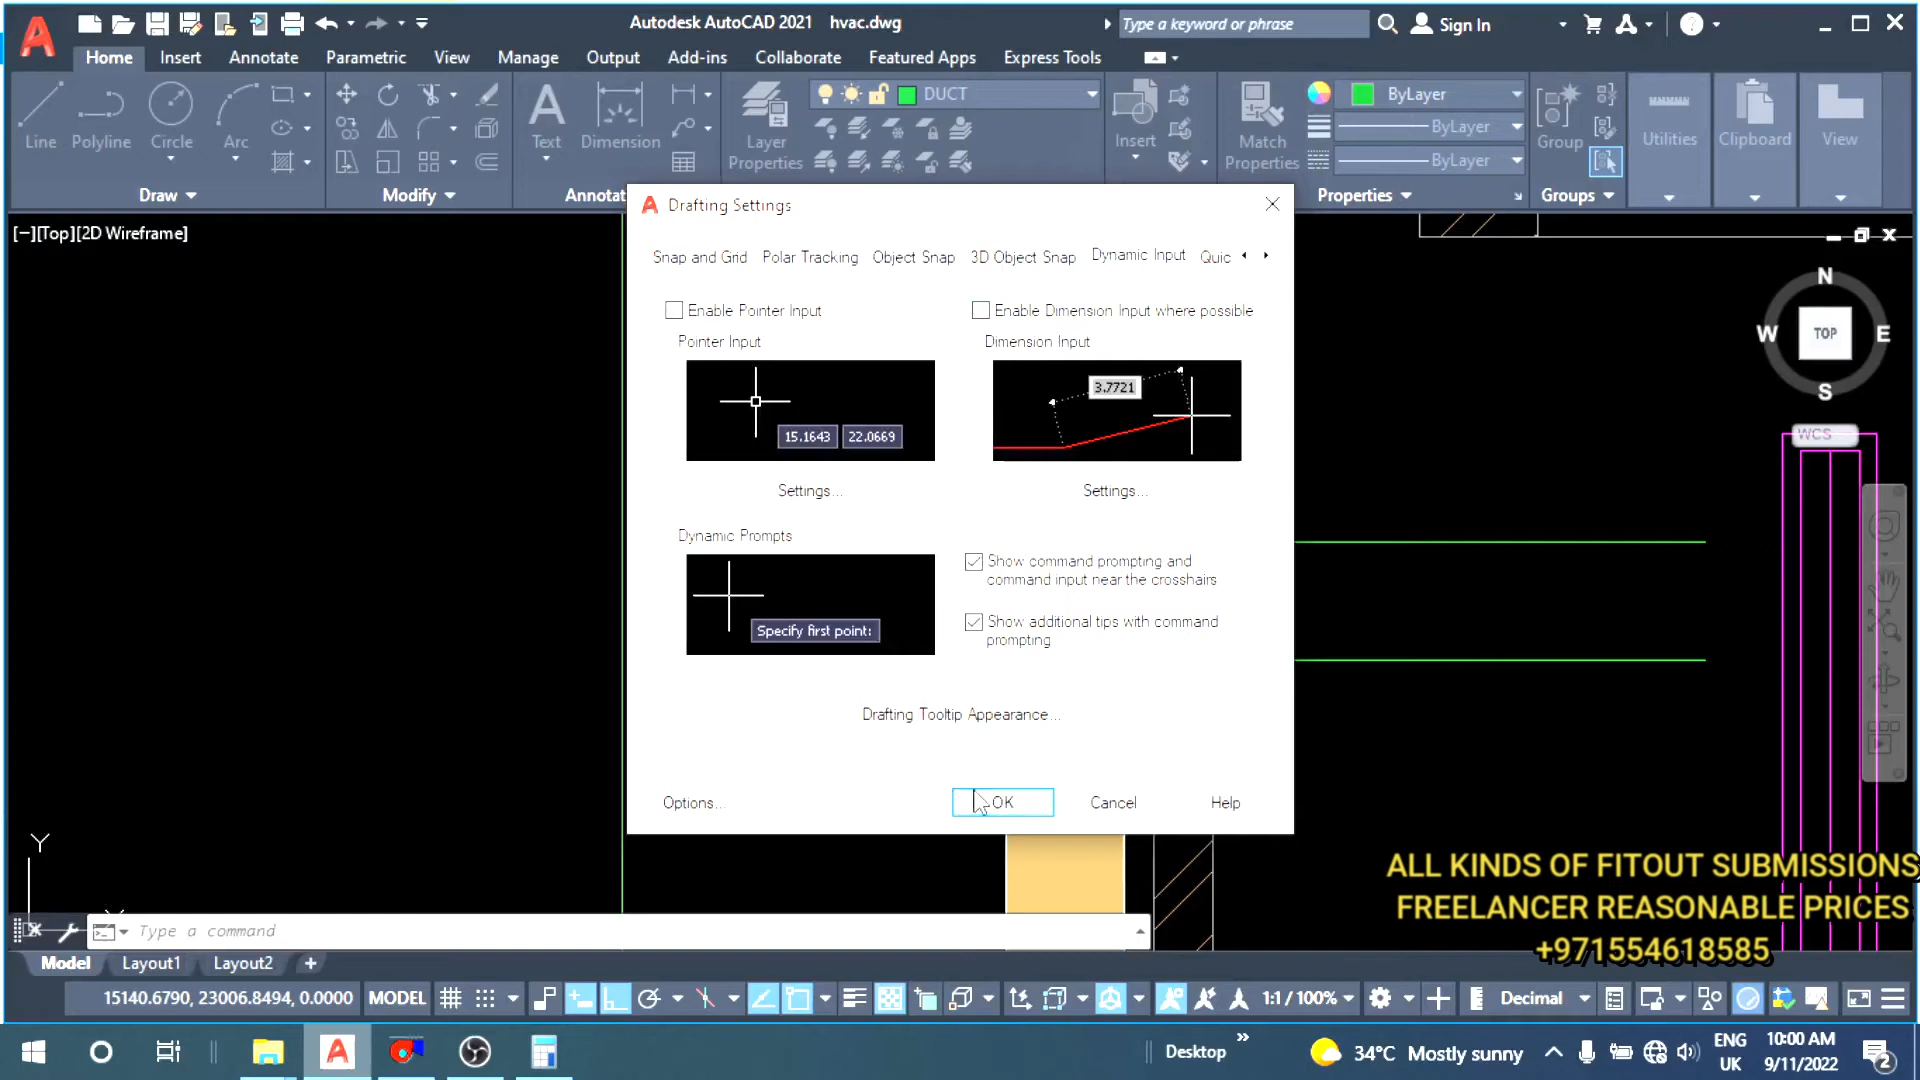 Autodesk AutoCAD 2021 hvac.dwg
Type a keyword or phrase
Sign In
Home Insert Annotate Parametric View Manage Output Add-ins Collaborate Featured Apps Express Tools
DUCT
ByLayer
Line Polyline Circle Arc
Text Dimension
Layer
Properties
Insert
Match
Properties
ByLayer
ByLayer
Group
Utilities
Clipboard
View
Draw
Modify
Annotat
Properties
Groups
[−][Top][2D Wireframe]
Drafting Settings
Snap and Grid Polar Tracking Object Snap 3D Object Snap Dynamic Input Quic
Enable Pointer Input
Enable Dimension Input where possible
Pointer Input
Dimension Input
15.1643 22.0669
3.7721
Settings...
Settings...
Dynamic Prompts
Specify first point:
Show command prompting and
command input near the crosshairs
Show additional tips with command
prompting
Drafting Tooltip Appearance...
Options...
OK
Cancel
Help
N
W
TOP
E
S
WCS
Y
ALL KINDS OF FITOUT SUBMISSIONS
FREELANCER REASONABLE PRICES
+971554618585
Type a command
Model Layout1 Layout2 +
15140.6790, 23006.8494, 0.0000 MODEL
1:1 / 100%
Decimal
Desktop
34°C Mostly sunny
ENG
UK
10:00 AM
9/11/2022
2